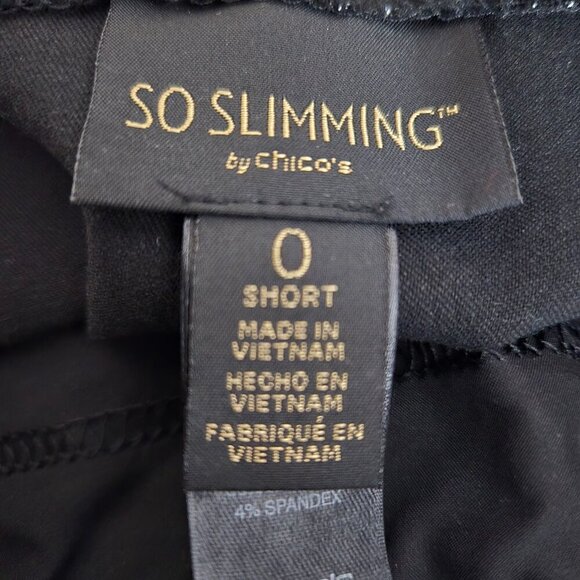 SO SLIMMING™
by chico's
0
SHORT
MADE IN
VIETNAM
HECHO EN
VIETNAM
FABRIQUÉ EN
VIETNAM
4% SPANDEX